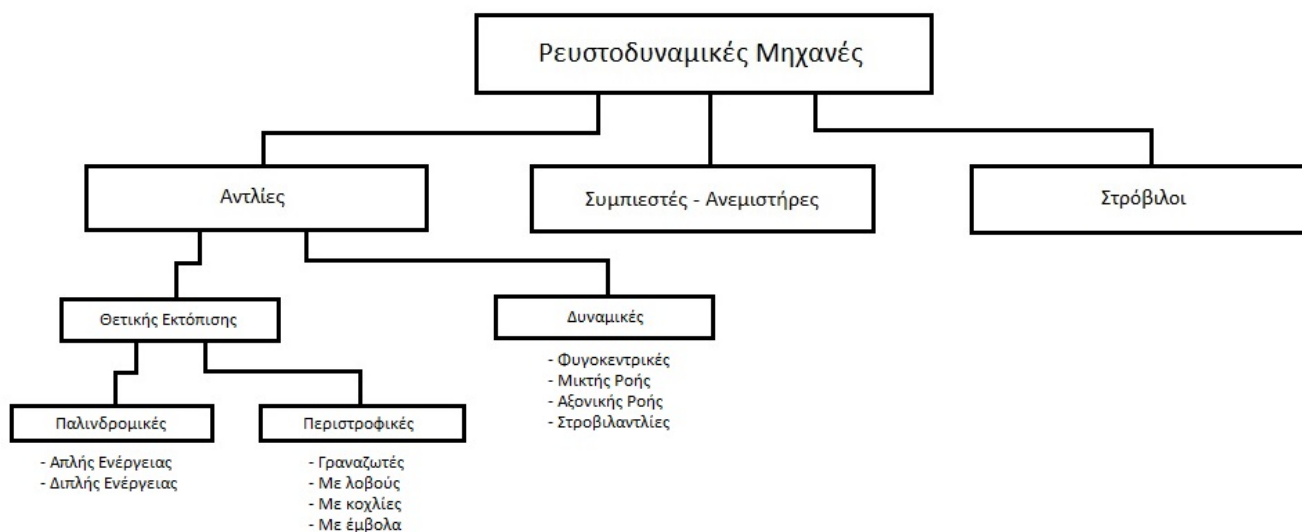 Ρευστοδυναμικές Μηχανές
Αντλίες
Συμπιεστές - Ανεμιστήρες
Στρόβιλοι
Θετικής Εκτόπισης
Δυναμικές
- Φυγοκεντρικές
- Μικτής Ροής
- Αξονικής Ροής
- Στροβιλαντλίες
Παλινδρομικές
- Απλής Ενέργειας
- Διπλής Ενέργειας
Περιστροφικές
- Γραναζωτές
- Με λοβούς
- Με κοχλίες
- Με έμβολα